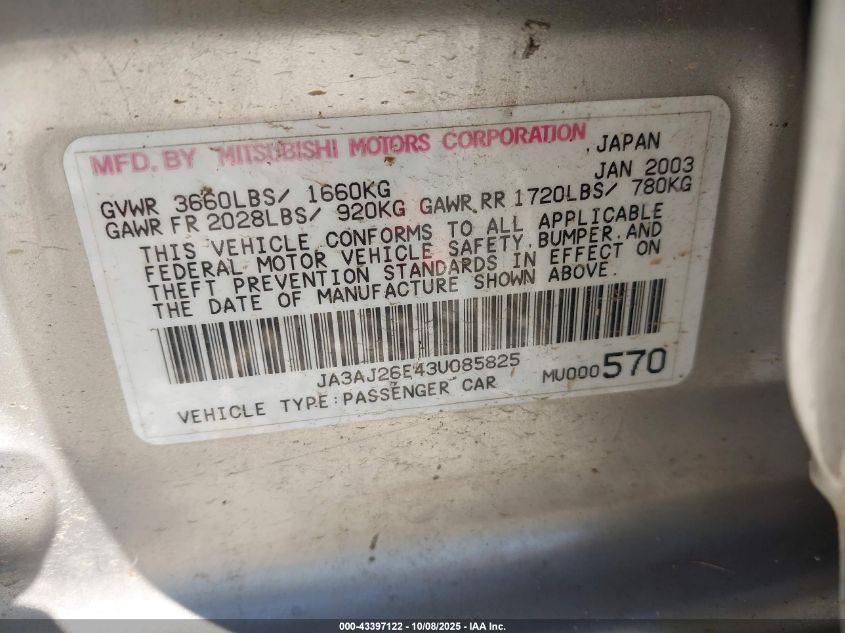 MFD. BY MITSUBISHI MOTORS CORPORATION, JAPAN
JAN 2003
GVWR 3660LBS/ 1660KG
GAWR FR 2028LBS/ 920KG GAWR RR 1720LBS/ 780KG
THIS VEHICLE CONFORMS TO ALL APPLICABLE
FEDERAL MOTOR VEHICLE SAFETY, BUMPER, AND
THEFT PREVENTION STANDARDS IN EFFECT ON
THE DATE OF MANUFACTURE SHOWN ABOVE.
JA3AJ26E43U085825
MU000570
VEHICLE TYPE: PASSENGER CAR
000-43397122 - 10/08/2025 - IAA Inc.